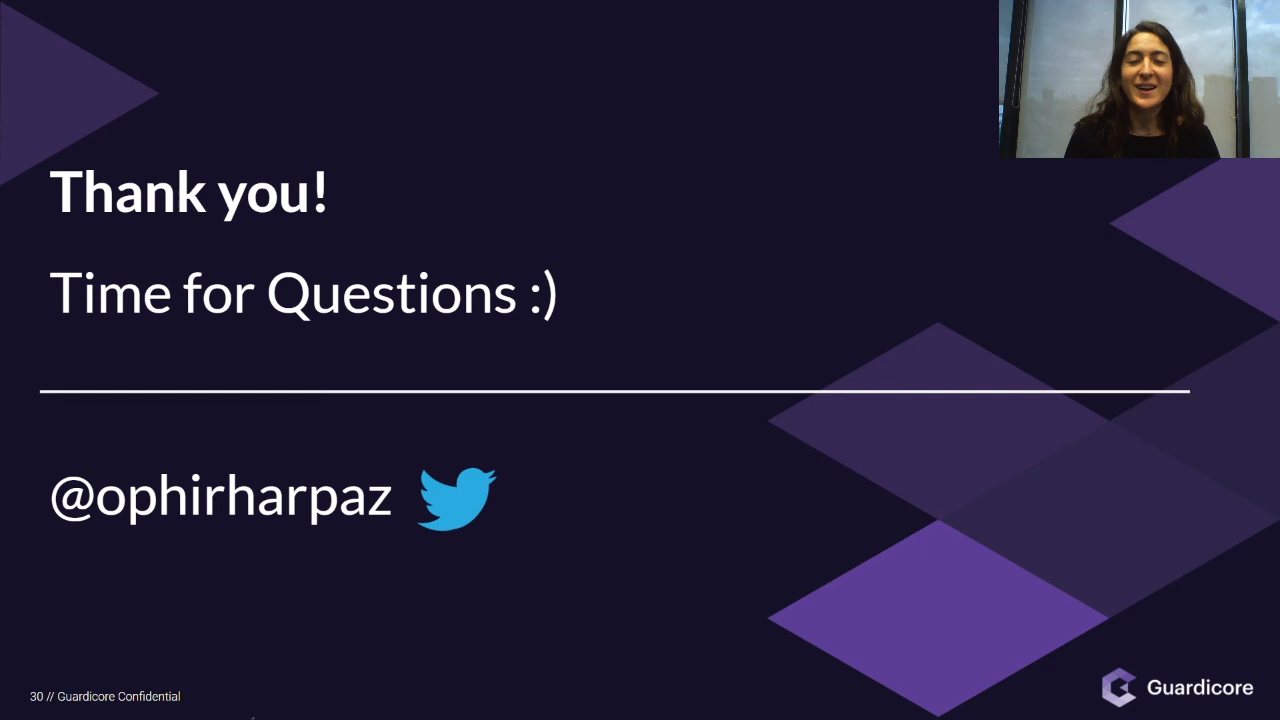 Thank you!
Time for Questions :)
@ophirharpaz
30 // Guardicore Confidential
Guardicore